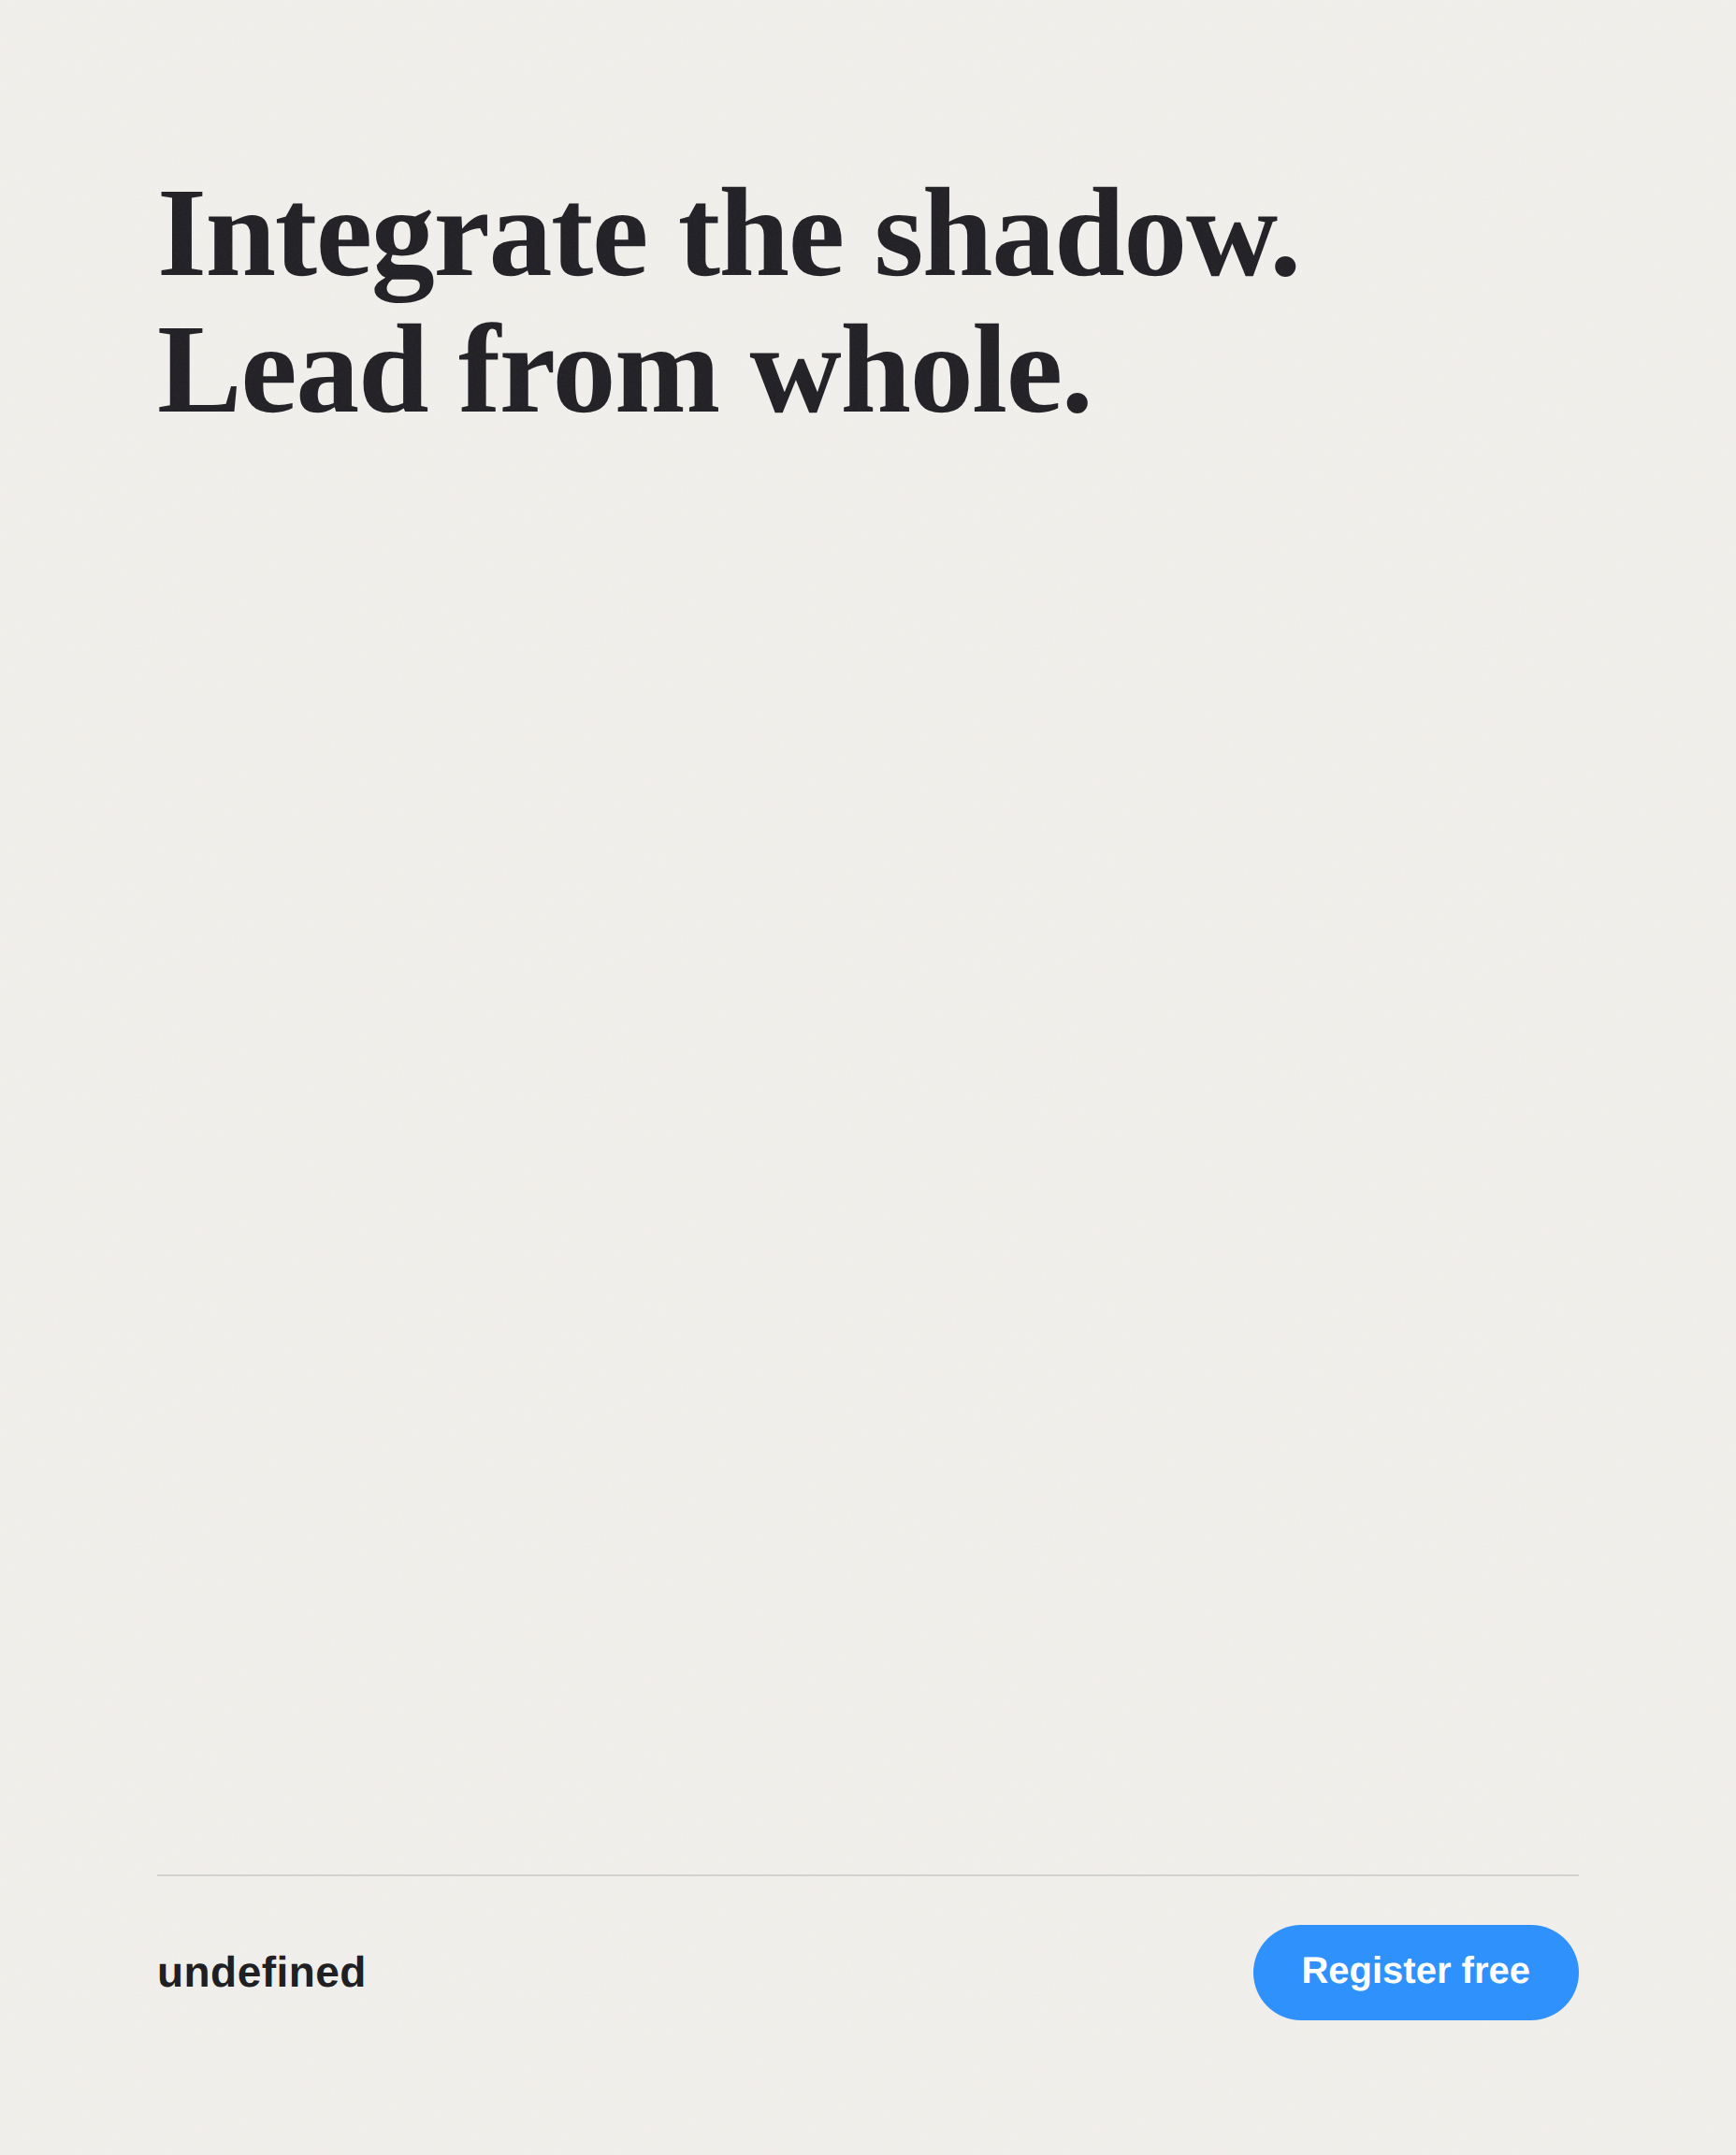 Integrate the shadow.
Lead from whole.
undefined
Register free